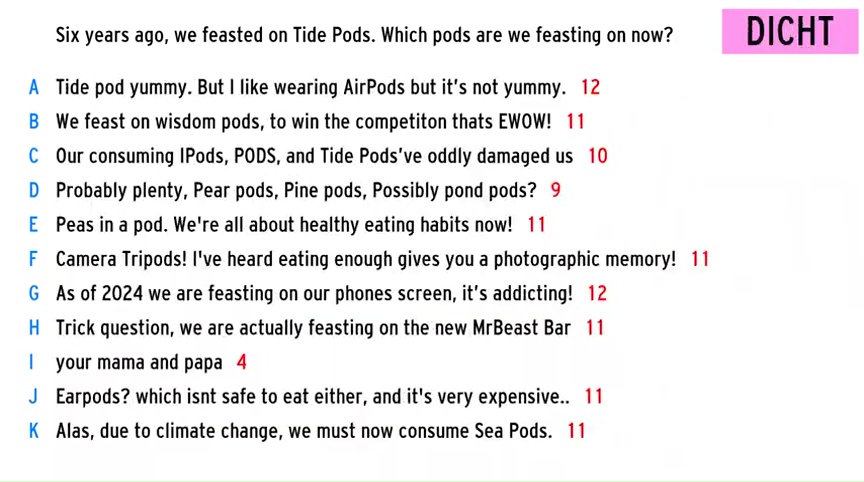 Six years ago, we feasted on Tide Pods. Which pods are we feasting on now?
DICHT
A Tide pod yummy. But I like wearing AirPods but it's not yummy. 12
B We feast on wisdom pods, to win the competiton thats EWOW! 11
C Our consuming IPods, PODS, and Tide Pods've oddly damaged us 10
D Probably plenty, Pear pods, Pine pods, Possibly pond pods? 9
E Peas in a pod. We're all about healthy eating habits now! 11
F Camera Tripods! I've heard eating enough gives you a photographic memory! 11
G As of 2024 we are feasting on our phones screen, it's addicting! 12
H Trick question, we are actually feasting on the new MrBeast Bar 11
I your mama and papa 4
J Earpods? which isnt safe to eat either, and it's very expensive.. 11
K Alas, due to climate change, we must now consume Sea Pods. 11